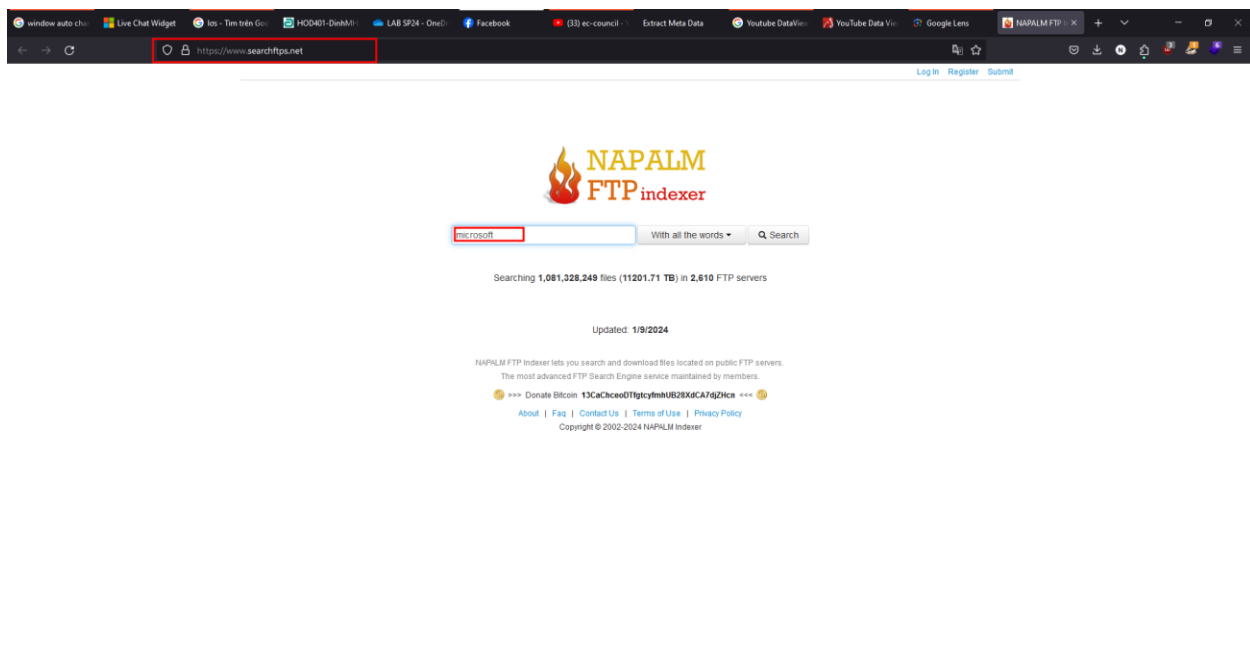 window auto cha Live Chat Widget Ios - Tìm trên Goo HOD401-DinhMH LAB SP24 - OneDr Facebook (33) ec-council - Y Extract Meta Data Youtube DataView YouTube Data Vie Google Lens NAPALM FTP I
https://www.searchftps.net
Log In Register Submit
NAPALM
FTP indexer
microsoft With all the words Search
Searching 1,081,328,249 files (11201.71 TB) in 2,610 FTP servers
Updated: 1/9/2024
NAPALM FTP Indexer lets you search and download files located on public FTP servers.
The most advanced FTP Search Engine service maintained by members.
>>> Donate Bitcoin <<<
About | Faq | Contact Us | Terms of Use | Privacy Policy
Copyright © 2002-2024 NAPALM Indexer